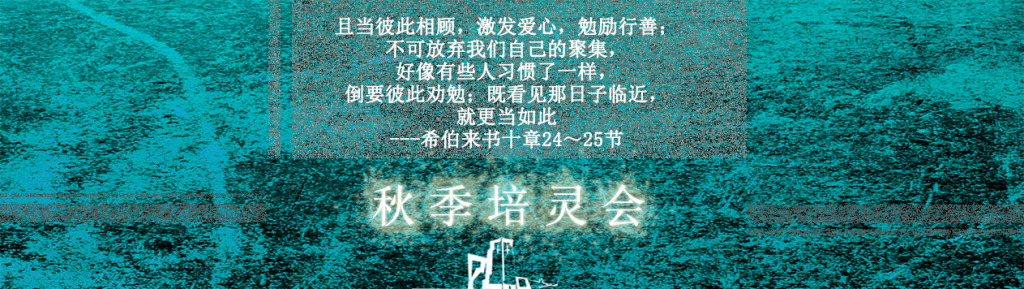 且当彼此相顾，激发爱心，勉励行善；
不可放弃我们自己的聚集，
好像有些人习惯了一样，
倒要彼此劝勉；既看见那日子临近，
就更当如此
---希伯来书十章24～25节
秋季培灵会